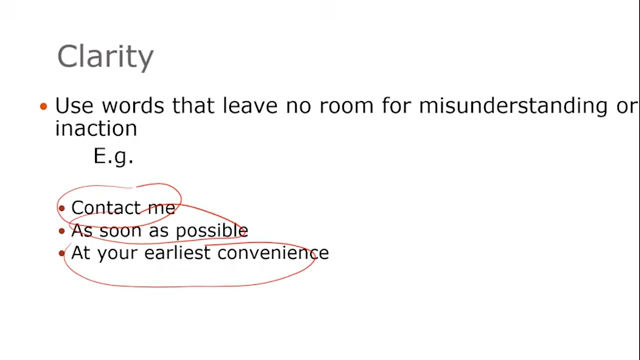 Clarity
• Use words that leave no room for misunderstanding or
inaction
E.g.
• Contact me
• As soon as possible
• At your earliest convenience